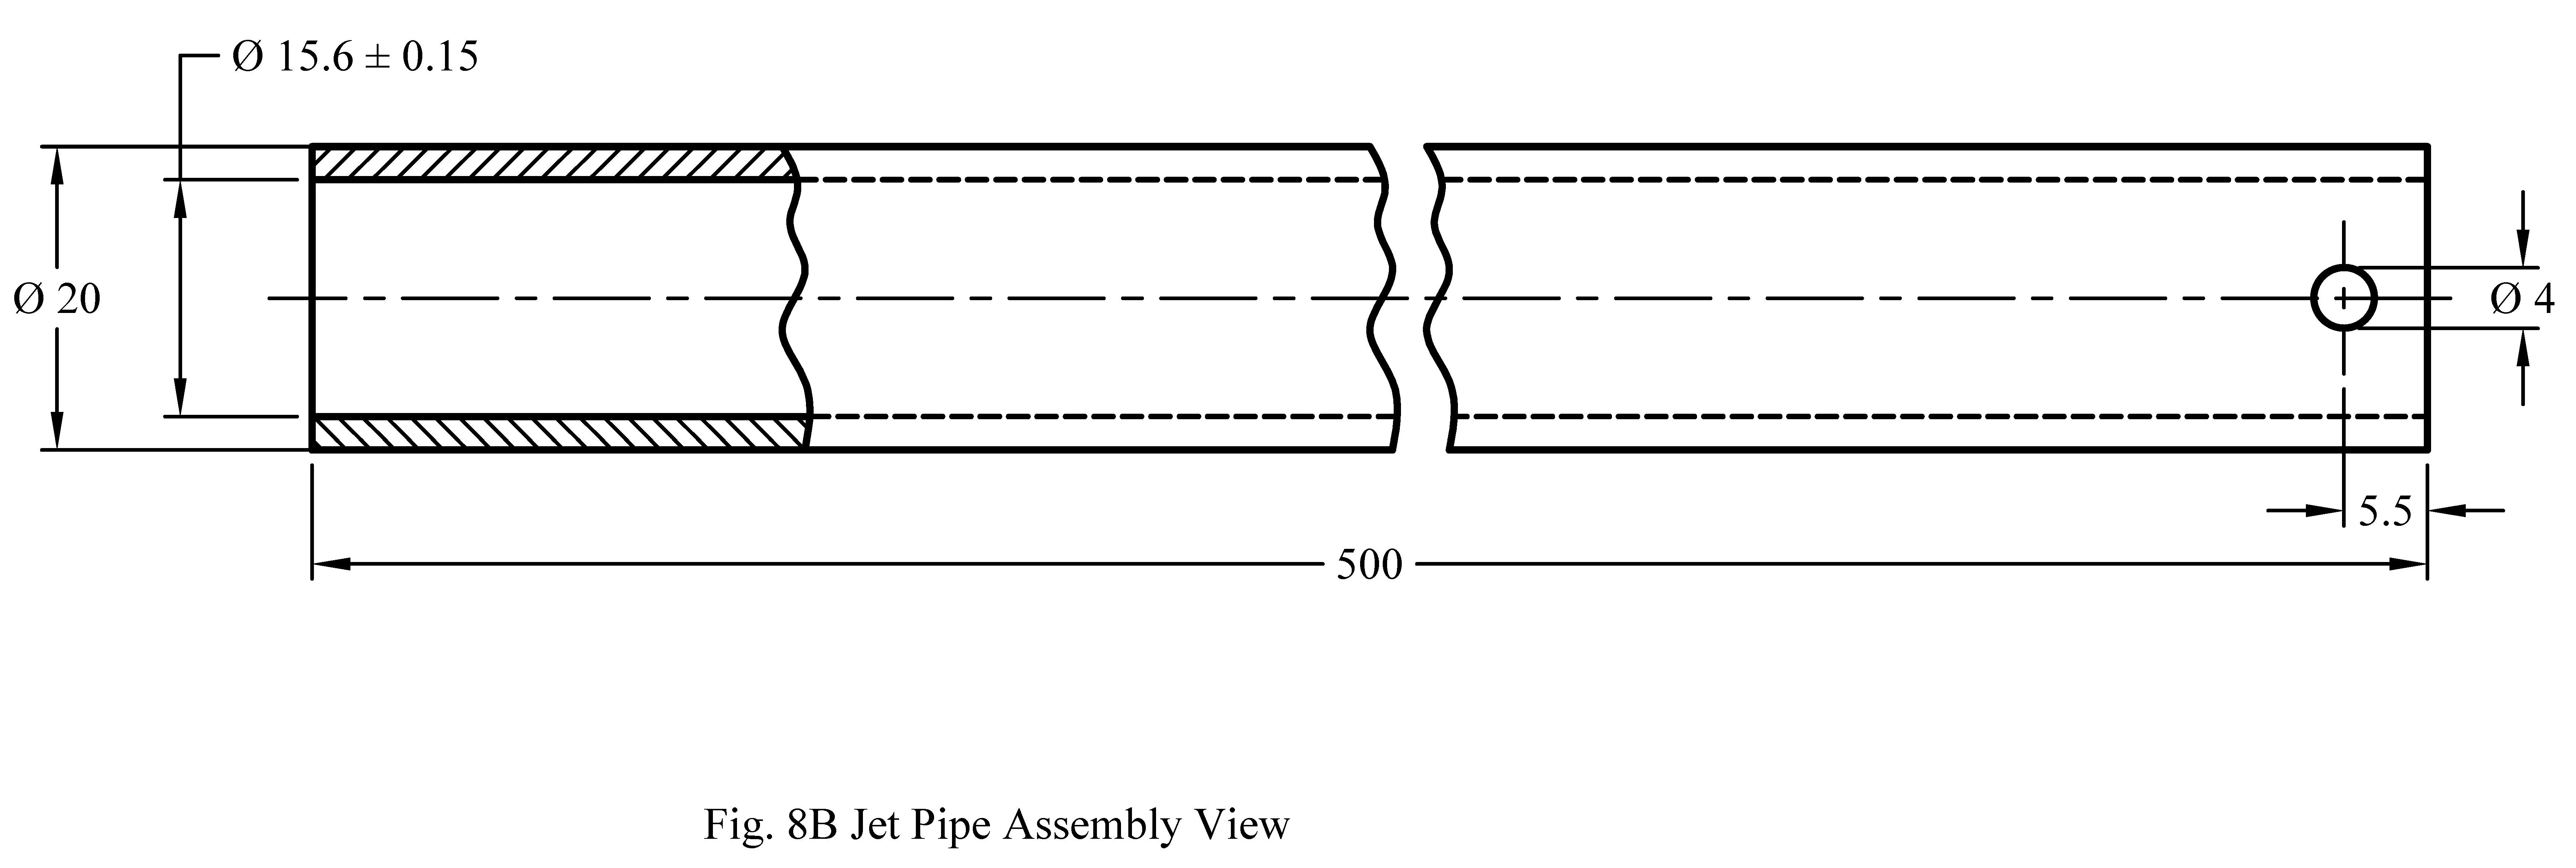 Ø 15.6 ± 0.15
Ø 20
Ø 4
5.5
500
Fig. 8B Jet Pipe Assembly View